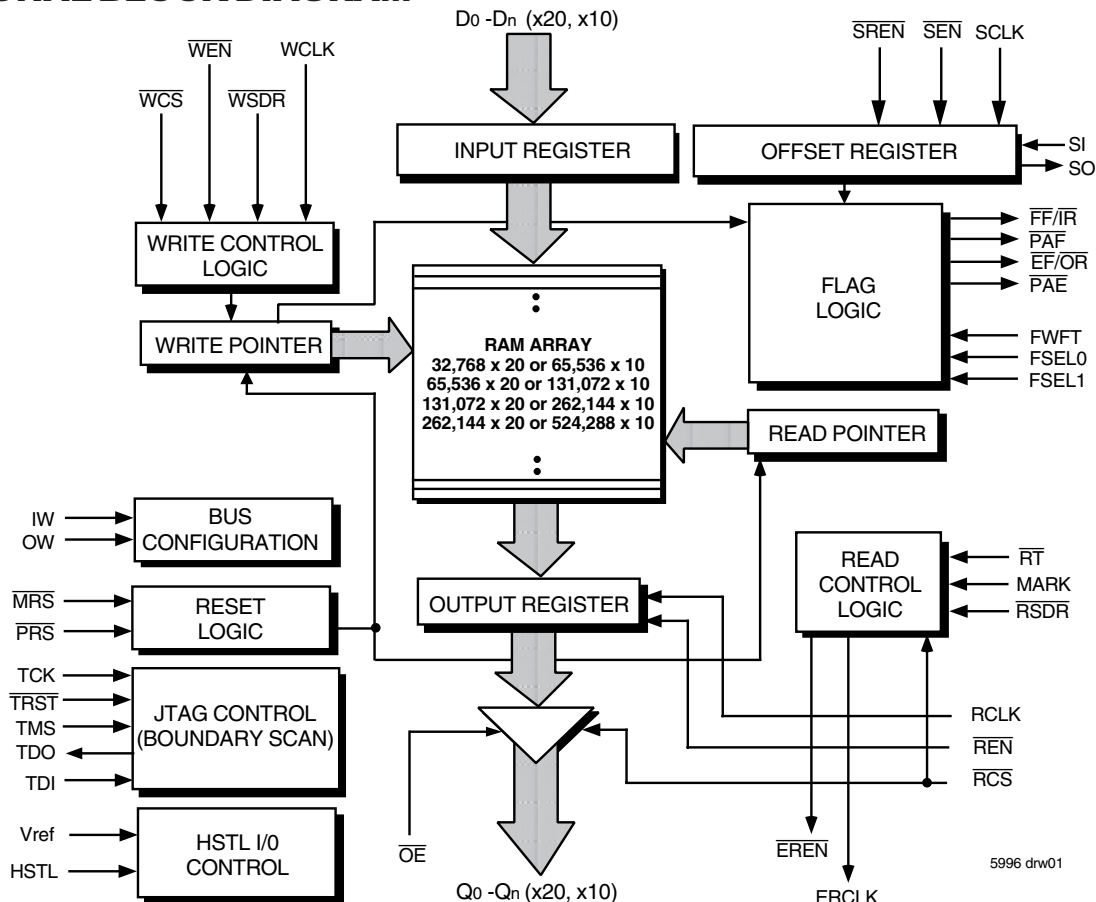 D0 -Dn (x20, x10)
WEN
WCLK
WCS
WSDR
SREN
SEN
SCLK
INPUT REGISTER
OFFSET REGISTER
SI
SO
WRITE CONTROL
LOGIC
FLAG
LOGIC
FF/IR
PAF
EF/OR
PAE
FWFT
FSEL0
FSEL1
WRITE POINTER
RAM ARRAY
32,768 x 20 or 65,536 x 10
65,536 x 20 or 131,072 x 10
131,072 x 20 or 262,144 x 10
262,144 x 20 or 524,288 x 10
READ POINTER
IW
OW
BUS
CONFIGURATION
MRS
PRS
RESET
LOGIC
OUTPUT REGISTER
READ
CONTROL
LOGIC
RT
MARK
RSDR
TCK
TRST
TMS
TDO
TDI
JTAG CONTROL
(BOUNDARY SCAN)
RCLK
REN
RCS
Vref
HSTL
HSTL I/0
CONTROL
OE
EREN
5996 drw01
Q0 -Qn (x20, x10)
ERCLK